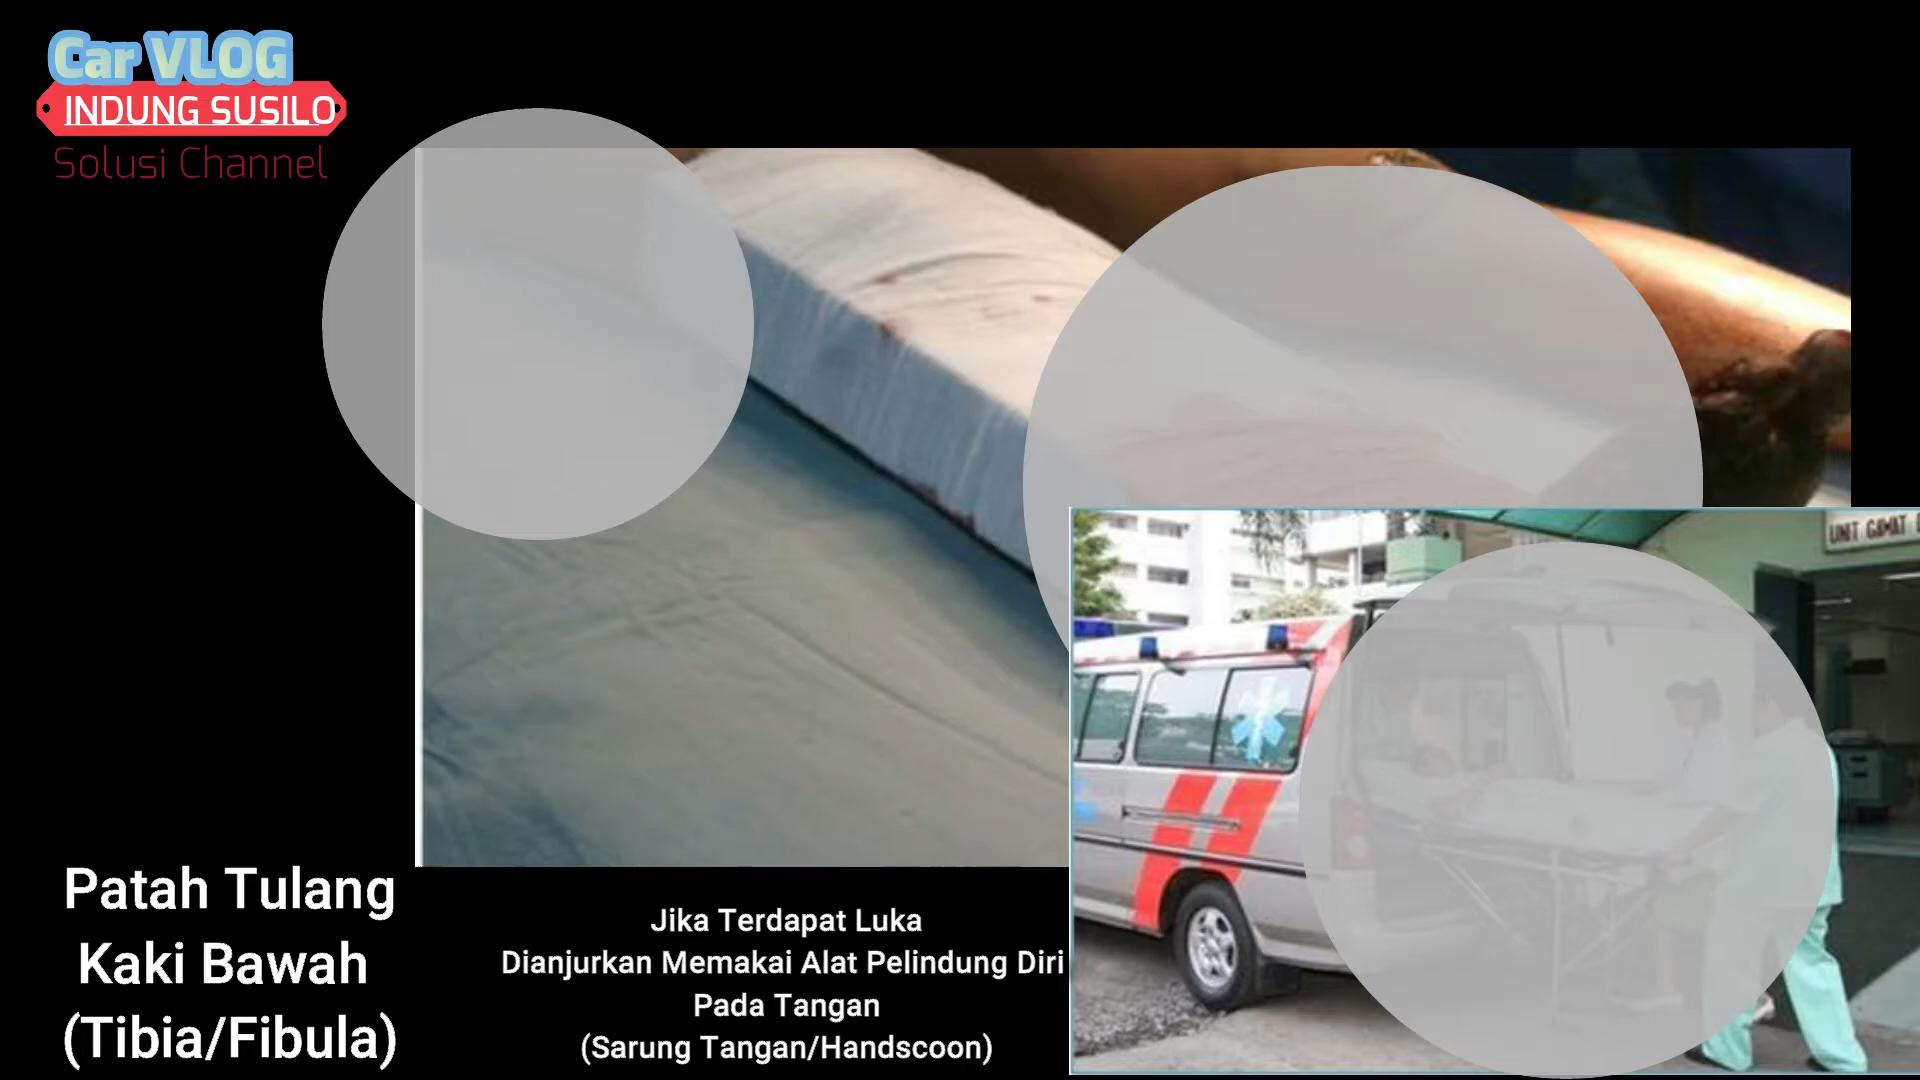 Car VLOG
INDUNG SUSILO
Solusi Channel
UNIT GAWAT
Patah Tulang
Kaki Bawah
(Tibia/Fibula)
Jika Terdapat Luka
Dianjurkan Memakai Alat Pelindung Diri
Pada Tangan
(Sarung Tangan/Handscoon)